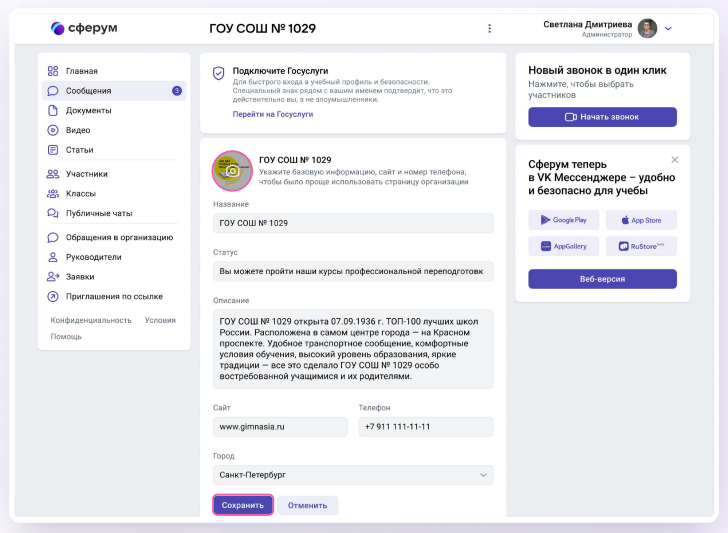 сферум
ГОУ СОШ № 1029
Светлана Дмитриева
Администратор
Главная
Сообщения 3
Документы
Видео
Статьи
Участники
Классы
Публичные чаты
Обращения в организацию
Руководители
Заявки
Приглашения по ссылке
Конфиденциальность Условия
Помощь
Подключите Госуслуги
Для быстрого входа в учебный профиль и безопасности.
Специальный знак рядом с вашим именем подтвердит, что это
действительно вы, а не злоумышленники.
Перейти на Госуслуги
ГОУ СОШ № 1029
Укажите базовую информацию, сайт и номер телефона,
чтобы было проще использовать страницу организации
Название
ГОУ СОШ № 1029
Статус
Вы можете пройти наши курсы профессиональной переподготовк
Описание
ГОУ СОШ № 1029 открыта 07.09.1936 г. ТОП-100 лучших школ
России. Расположена в самом центре города — на Красном
проспекте. Удобное транспортное сообщение, комфортные
условия обучения, высокий уровень образования, яркие
традиции — все это сделало ГОУ СОШ № 1029 особо
востребованной учащимися и их родителями.
Сайт Телефон
www.gimnasia.ru +7 911 111-11-11
Город
Санкт-Петербург
Сохранить Отменить
Новый звонок в один клик
Нажмите, чтобы выбрать
участников
Начать звонок
Сферум теперь
в VK Мессенджере – удобно
и безопасно для учебы
Google Play App Store
AppGallery RuStore
Веб-версия